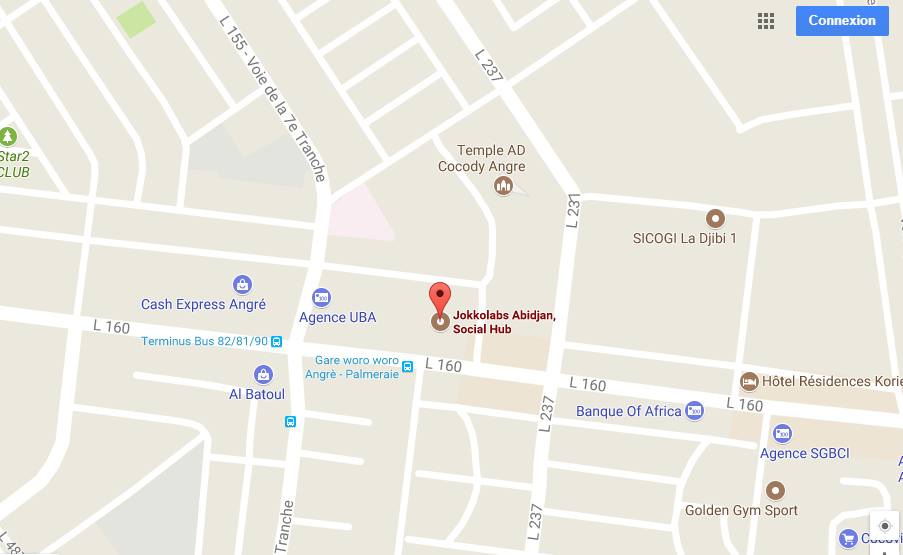 Connexion
L 155 - Voie de la 7e Tranche
L 237
Star2
CLUB
Temple AD
Cocody Angre
L 237
SICOGI La Djibi 1
Cash Express Angré
Agence UBA
Jokkolabs Abidjan,
Social Hub
L 160
Terminus Bus 82/81/90
Gare woro woro
Angrè - Palmeraie
L 160
Al Batoul
L 160
Hôtel Résidences Korie
L 160
Banque Of Africa
L 237
Agence SGBCI
Golden Gym Sport
L 237
Tranche